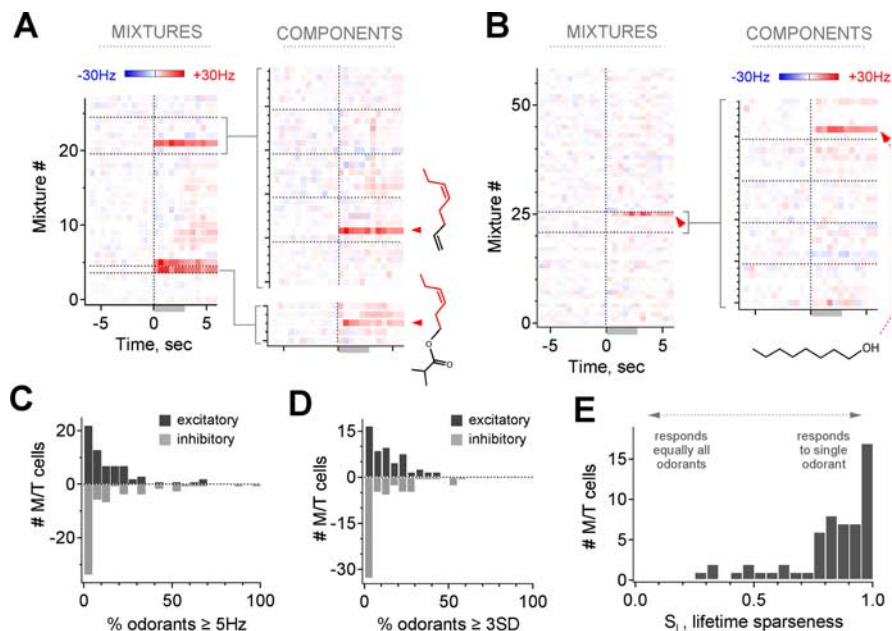 A
MIXTURES
COMPONENTS
-30Hz
+30Hz
Mixture #
20
10
0
-5
0
5
Time, sec
O
O
B
MIXTURES
COMPONENTS
-30Hz
+30Hz
Mixture #
50
25
0
-5
0
5
Time, sec
OH
C
excitatory
inhibitory
# M/T cells
20
0
-20
0
50
100
% odorants ≥ 5Hz
D
excitatory
inhibitory
# M/T cells
15
0
-15
-30
0
50
100
% odorants ≥ 3SD
E
responds
equally all
odorants
responds
to single
odorant
# M/T cells
15
10
5
0
0.0
0.5
1.0
S_L, lifetime sparseness